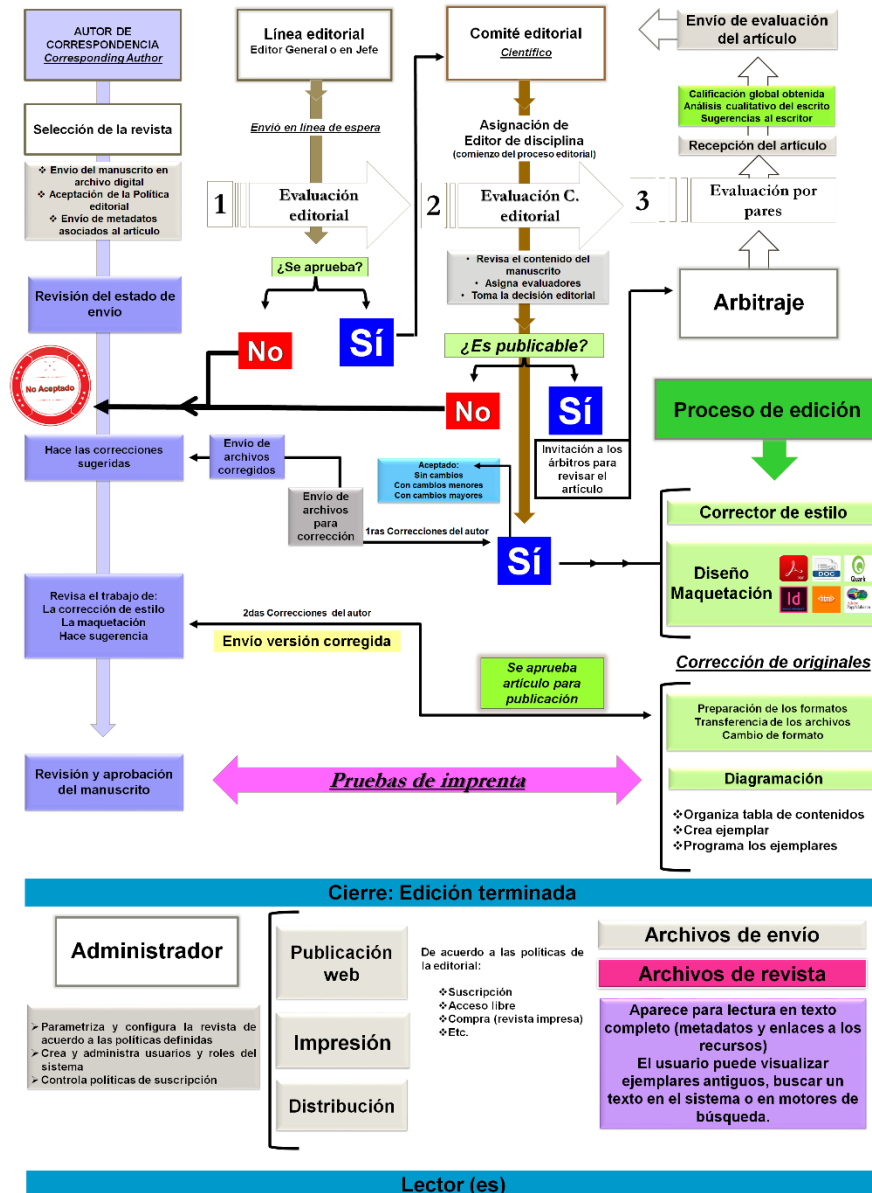 AUTOR DE
CORRESPONDENCIA
Corresponding Author
Selección de la revista
❖ Envío del manuscrito en
archivo digital
❖ Aceptación de la Política
editorial
❖ Envío de metadatos
asociados al artículo
Revisión del estado de
envío
No Aceptado
Hace las correcciones
sugeridas
Revisa el trabajo de:
La corrección de estilo
La maquetación
Hace sugerencia
Revisión y aprobación
del manuscrito
Línea editorial
Editor General o en Jefe
Envió en línea de espera
1
Evaluación
editorial
¿Se aprueba?
No
Sí
Comité editorial
Científico
Asignación de
Editor de disciplina
(comienzo del proceso editorial)
2
Evaluación C.
editorial
• Revisa el contenido del
manuscrito
• Asigna evaluadores
• Toma la decisión editorial
¿Es publicable?
No
Sí
Invitación a los
árbitros para
revisar el
artículo
Envío de evaluación
del artículo
Calificación global obtenida
Análisis cualitativo del escrito
Sugerencias al escritor
Recepción del artículo
3
Evaluación por
pares
Arbitraje
Envio de
archivos
corregidos
Envío de
archivos
para
corrección
1ras Correcciones del autor
Aceptado:
Sin cambios
Con cambios menores
Con cambios mayores
Sí
Proceso de edición
Corrector de estilo
Diseño
Maquetación
DOC
Quark
Id
<html>
2das Correcciones del autor
Envío versión corregida
Se aprueba
artículo para
publicación
Corrección de originales
Preparación de los formatos
Transferencia de los archivos
Cambio de formato
Diagramación
❖Organiza tabla de contenidos
❖Crea ejemplar
❖Programa los ejemplares
Pruebas de imprenta
Cierre: Edición terminada
Administrador
➢ Parametriza y configura la revista de
acuerdo a las políticas definidas
➢ Crea y administra usuarios y roles del
sistema
➢ Controla políticas de suscripción
Publicación
web
Impresión
Distribución
De acuerdo a las políticas de
la editorial:
❖Suscripción
❖Acceso libre
❖Compra (revista impresa)
❖Etc.
Archivos de envío
Archivos de revista
Aparece para lectura en texto
completo (metadatos y enlaces a los
recursos)
El usuario puede visualizar
ejemplares antiguos, buscar un
texto en el sistema o en motores de
búsqueda.
Lector (es)